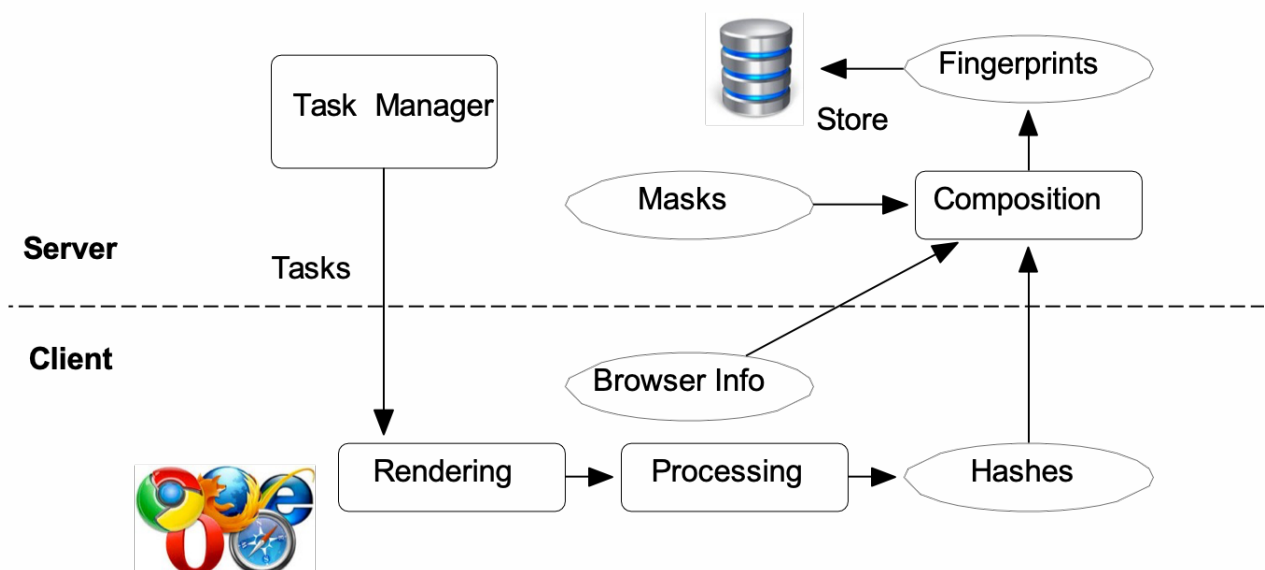 Fingerprints
Task Manager
Store
Masks
Composition
Server
Tasks
Client
Browser Info
Rendering
Processing
Hashes